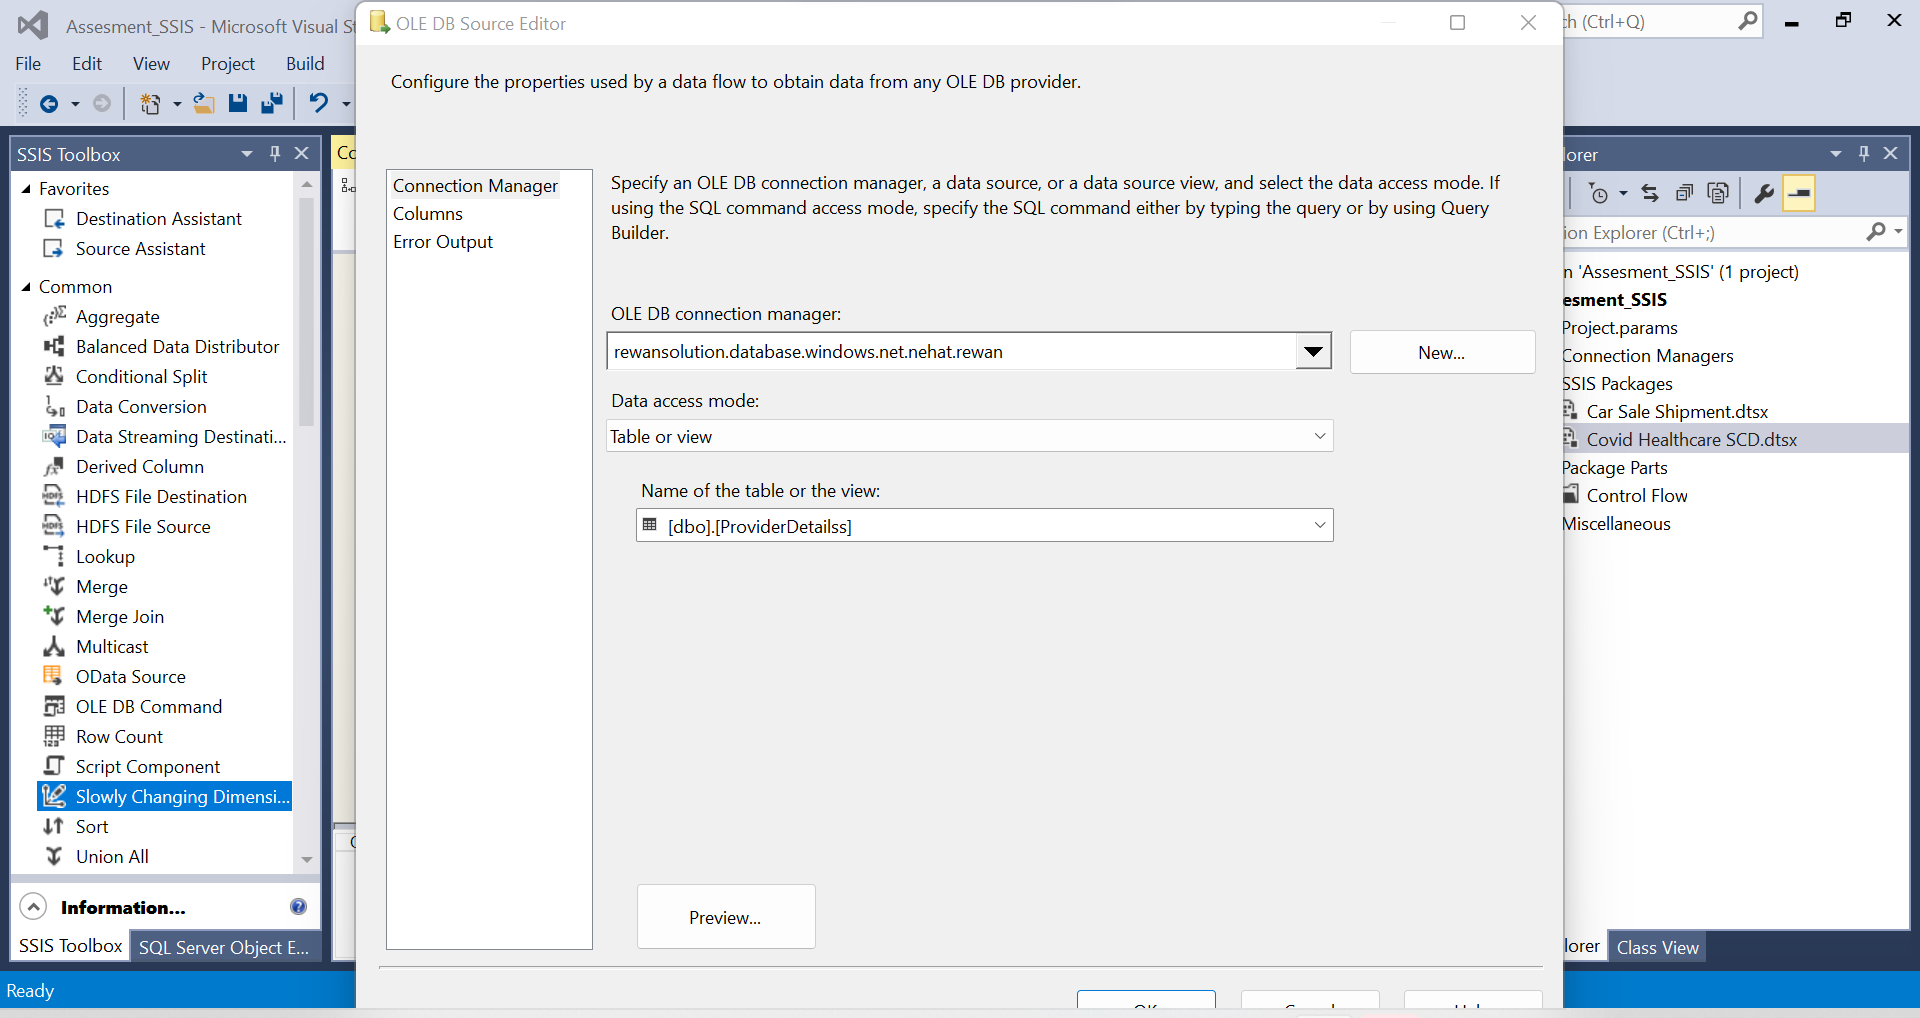 Assesment_SSIS - Microsoft Visual St
File Edit View Project Build
SSIS Toolbox
Favorites
Destination Assistant
Source Assistant
Common
Aggregate
Balanced Data Distributor
Conditional Split
Data Conversion
Data Streaming Destinati...
Derived Column
HDFS File Destination
HDFS File Source
Lookup
Merge
Merge Join
Multicast
OData Source
OLE DB Command
Row Count
Script Component
Slowly Changing Dimensi...
Sort
Union All
Information...
SSIS Toolbox SQL Server Object E...
Ready
Co
OLE DB Source Editor
Configure the properties used by a data flow to obtain data from any OLE DB provider.
Connection Manager
Columns
Error Output
Specify an OLE DB connection manager, a data source, or a data source view, and select the data access mode. If
using the SQL command access mode, specify the SQL command either by typing the query or by using Query
Builder.
OLE DB connection manager:
rewansolution.database.windows.net.nehat.rewan
New...
Data access mode:
Table or view
Name of the table or the view:
[dbo].[ProviderDetailss]
Preview...
ch (Ctrl+Q)
lorer
ion Explorer (Ctrl+;)
n 'Assesment_SSIS' (1 project)
esment_SSIS
Project.params
Connection Managers
SSIS Packages
Car Sale Shipment.dtsx
Covid Healthcare SCD.dtsx
Package Parts
Control Flow
Miscellaneous
lorer Class View